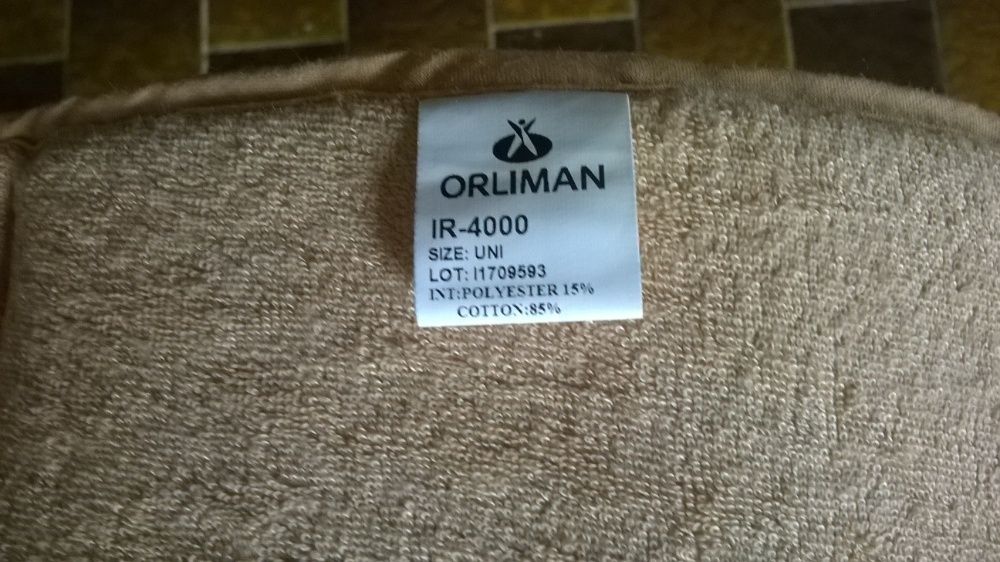 ORLIMAN
IR-4000
SIZE: UNI
LOT: I1709593
INT:POLYESTER 15%
COTTON:85%